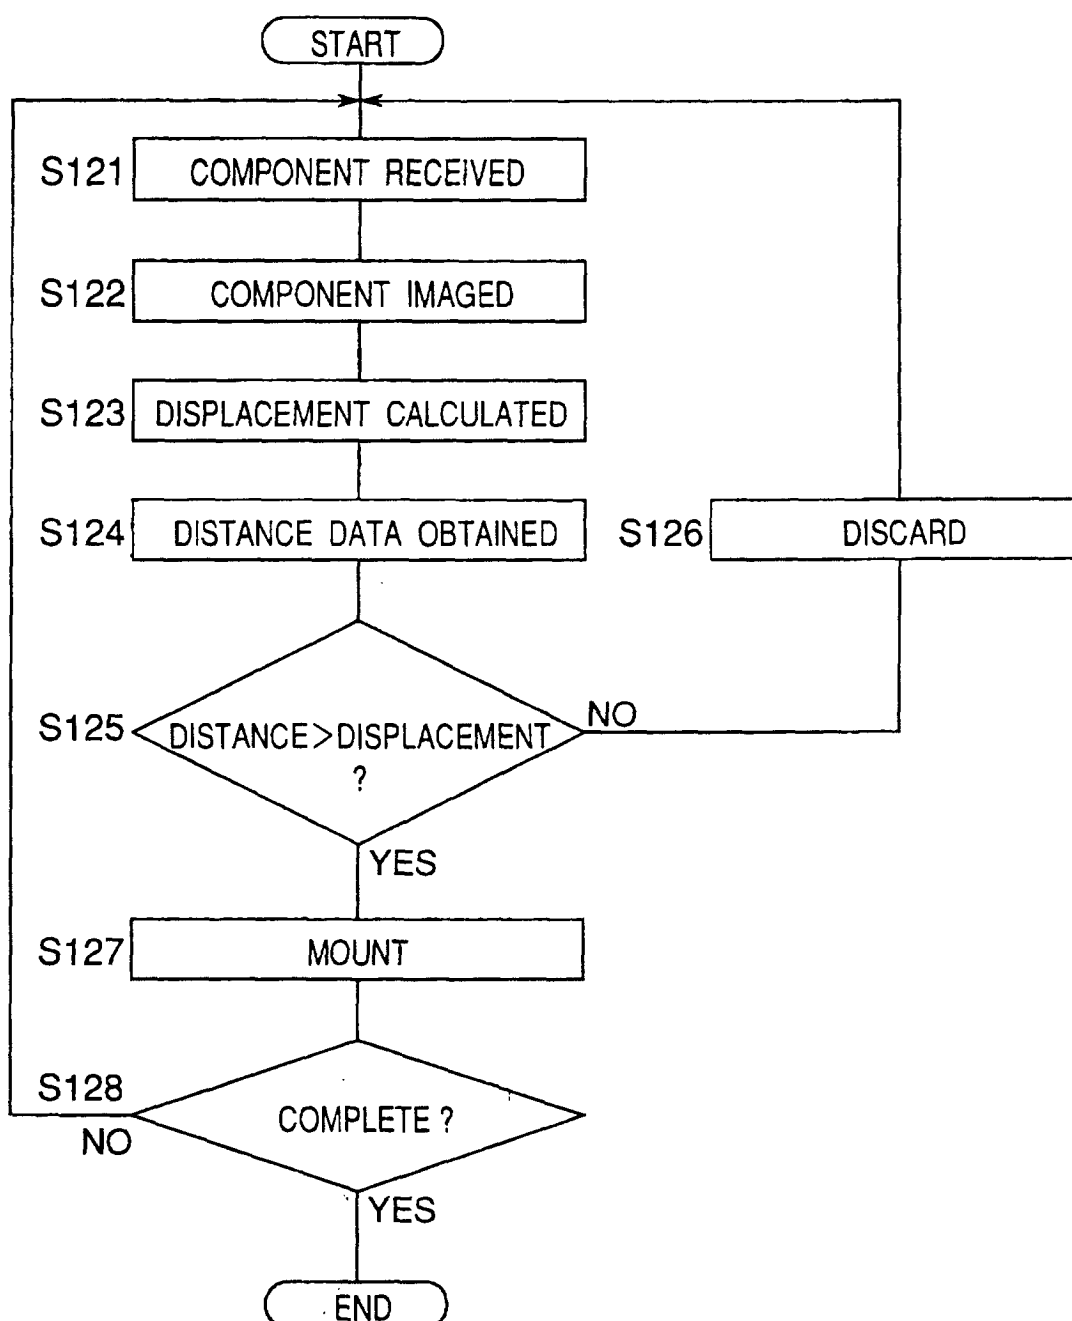 START
S121 COMPONENT RECEIVED
S122 COMPONENT IMAGED
S123 DISPLACEMENT CALCULATED
S124 DISTANCE DATA OBTAINED
S126 DISCARD
S125 DISTANCE>DISPLACEMENT
?
NO
YES
S127 MOUNT
S128
COMPLETE ?
NO
YES
END